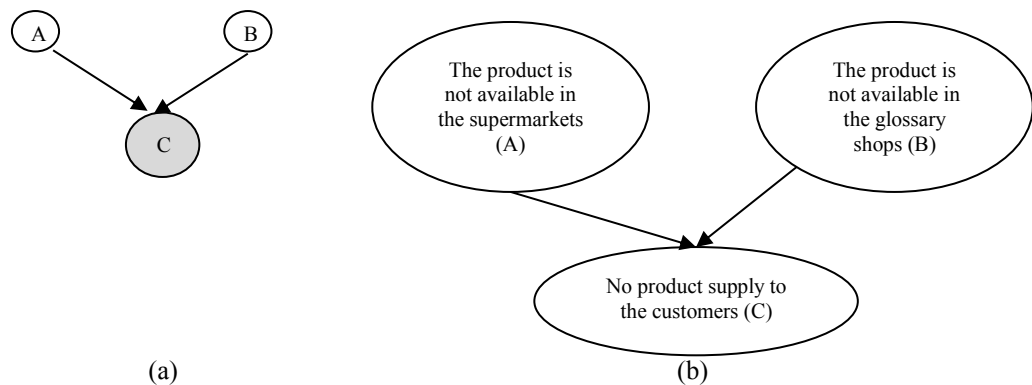 A
B
C
The product is
not available in
the supermarkets
(A)
The product is
not available in
the glossary
shops (B)
No product supply to
the customers (C)
(a)
(b)